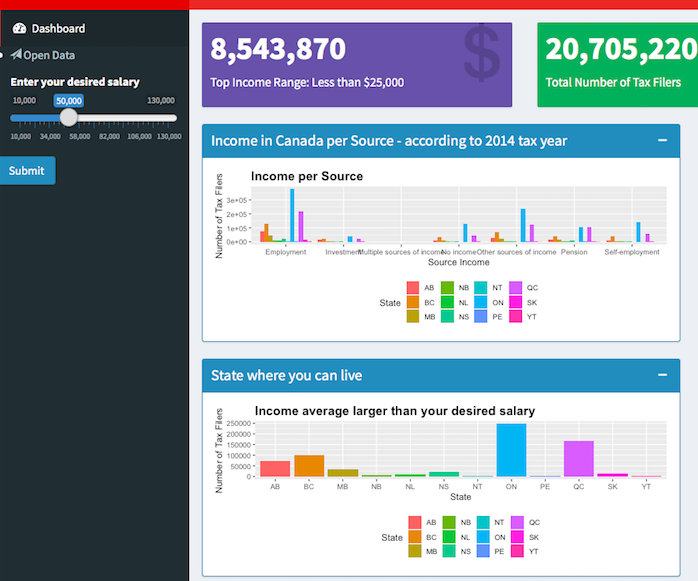 Dashboard
Open Data
Enter your desired salary
10,000 50,000 130,000
10,000 34,000 58,000 82,000 106,000 130,000
Submit
8,543,870
$
Top Income Range: Less than $25,000
20,705,220
Total Number of Tax Filers
Income in Canada per Source - according to 2014 tax year
Income per Source
Number of Tax Filers
3e+05
2e+05
1e+05
0e+00
Employment Investment Multiple sources of income No income Other sources of income Pension Self-employment
Source Income
State
AB NB NT QC
BC NL ON SK
MB NS PE YT
State where you can live
Income average larger than your desired salary
Number of Tax Filers
250000
200000
150000
100000
50000
0
AB BC MB NB NL NS NT ON PE QC SK YT
State
State
AB NB NT QC
BC NL ON SK
MB NS PE YT